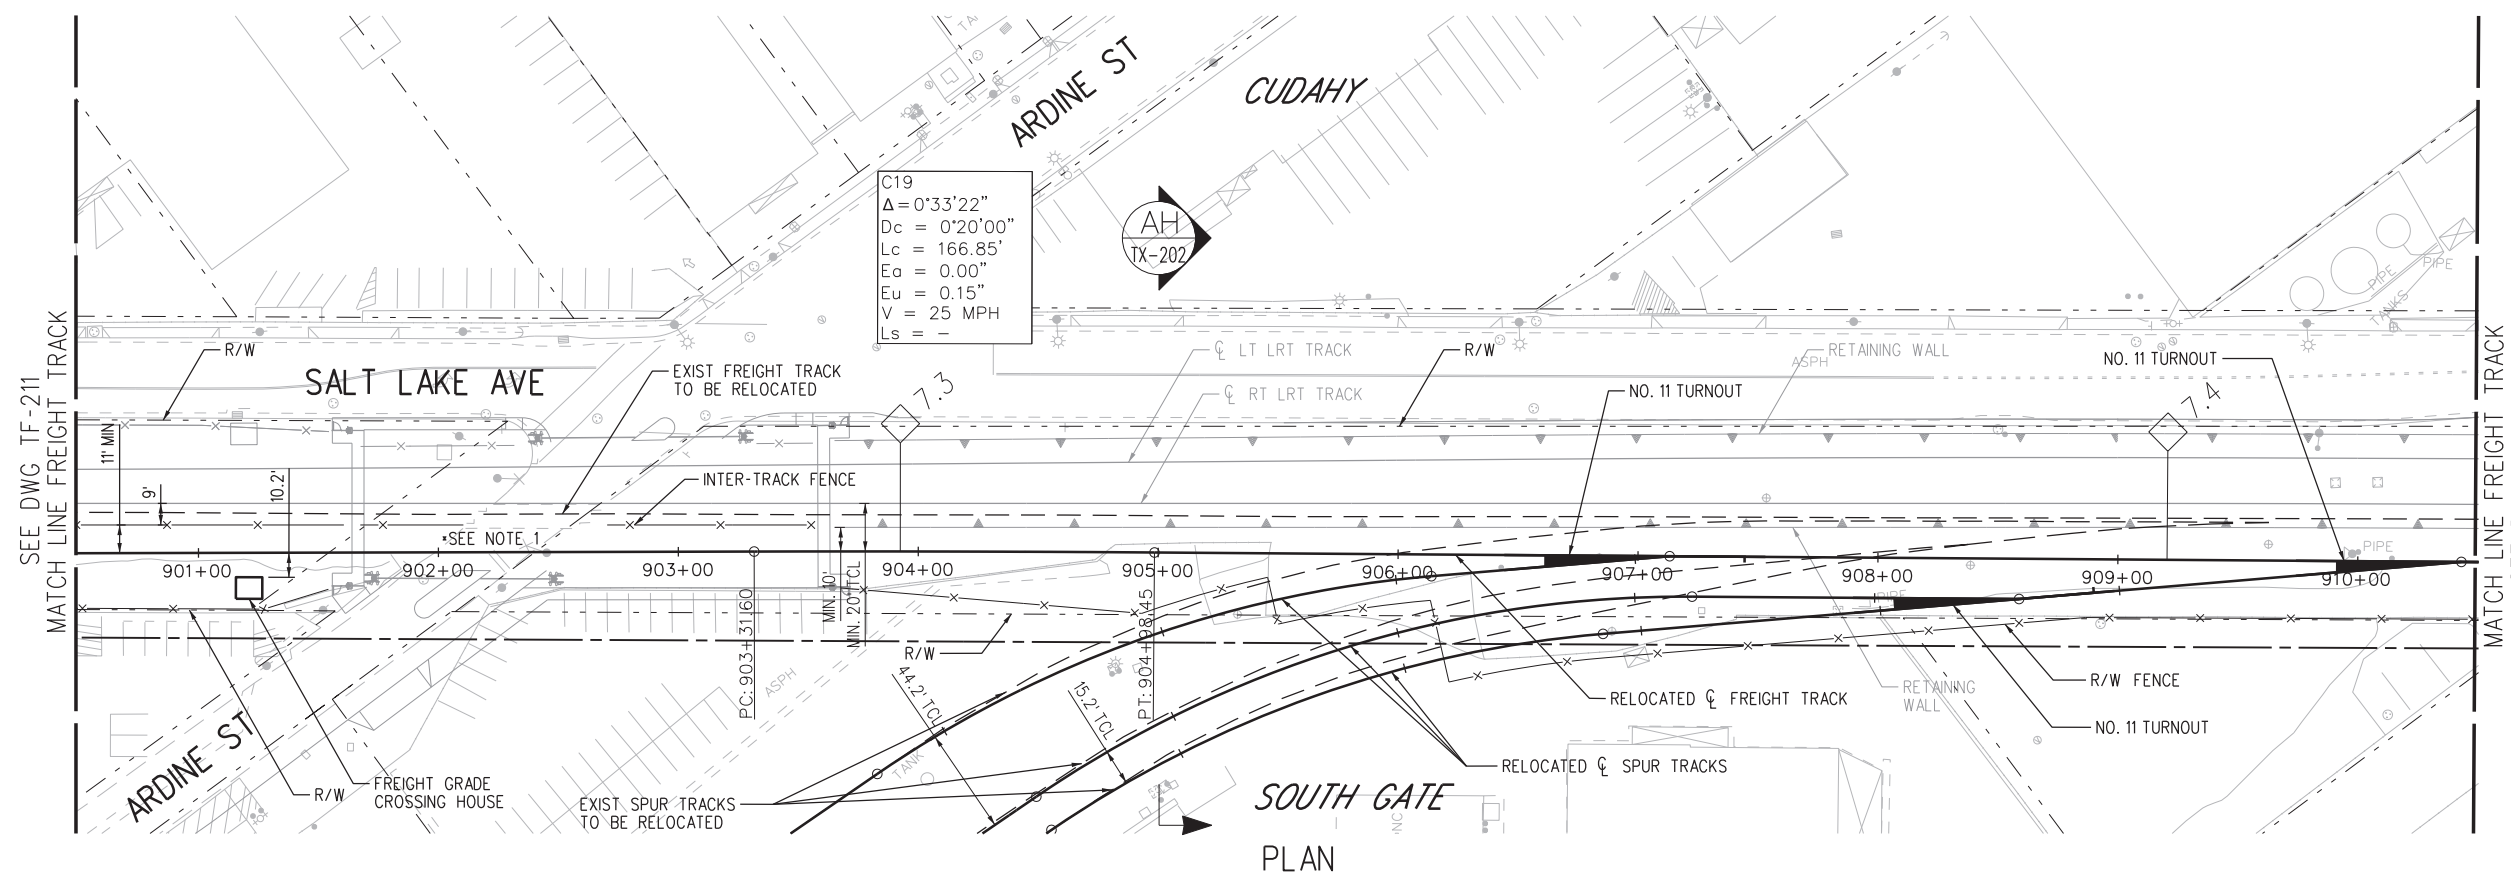 SEE DWG TF-211
MATCH LINE FREIGHT TRACK
MATCH LINE FREIGHT TRACK
ARDINE ST
CUDAHY
C19
Δ=0°33'22"
Dc = 0°20'00"
Lc = 166.85'
Ea = 0.00"
Eu = 0.15"
V = 25 MPH
Ls = –
AH
TX-202
PIPE
PIPE
TANKS
R/W
SALT LAKE AVE
EXIST FREIGHT TRACK
TO BE RELOCATED
7.3
℄ LT LRT TRACK
R/W
RETAINING WALL
ASPH
NO. 11 TURNOUT
NO. 11 TURNOUT
7.4
℄ RT LRT TRACK
11' MIN
9'
10.2'
INTER-TRACK FENCE
*SEE NOTE 1
901+00
902+00
903+00
904+00
905+00
906+00
907+00
908+00
909+00
910+00
PIPE
PIPE
MIN. 10'
MIN. 20' TCL
PC: 903+31.60
PT: 904+98.45
R/W
ASPH
44.2' TCL
15.2' TCL
TANK
RELOCATED ℄ FREIGHT TRACK
RETAINING
WALL
R/W FENCE
NO. 11 TURNOUT
RELOCATED ℄ SPUR TRACKS
ARDINE ST
R/W
FREIGHT GRADE
CROSSING HOUSE
EXIST SPUR TRACKS
TO BE RELOCATED
SOUTH GATE
PLAN